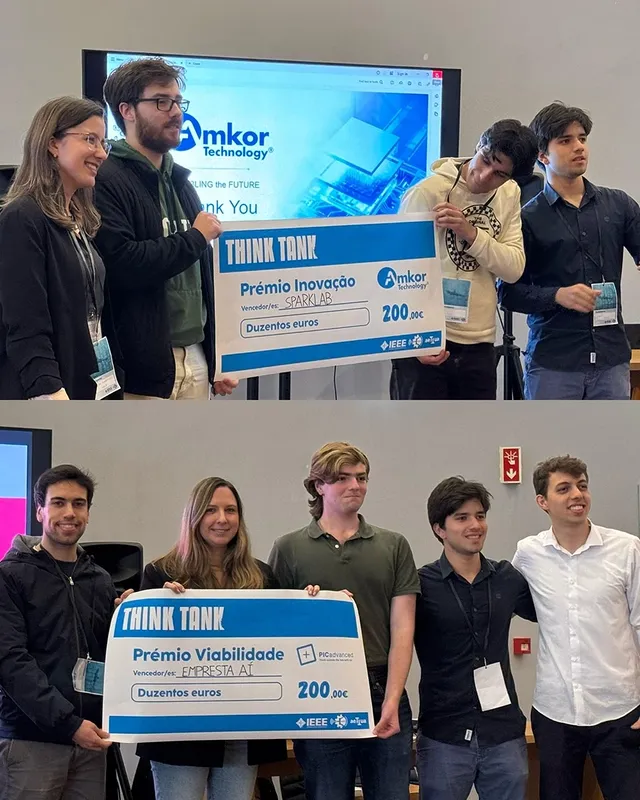 Amkor
Technology®
LING the FUTURE
nk You
THINK TANK
Prémio Inovação
Amkor
Technology®
Vencedor/es: SPARKLAB
200,00€
Duzentos euros
IEEE
THINK TANK
Prémio Viabilidade
PICadvanced
Vencedor/es: EMPRESTA AÍ
Duzentos euros
200,00€
IEEE